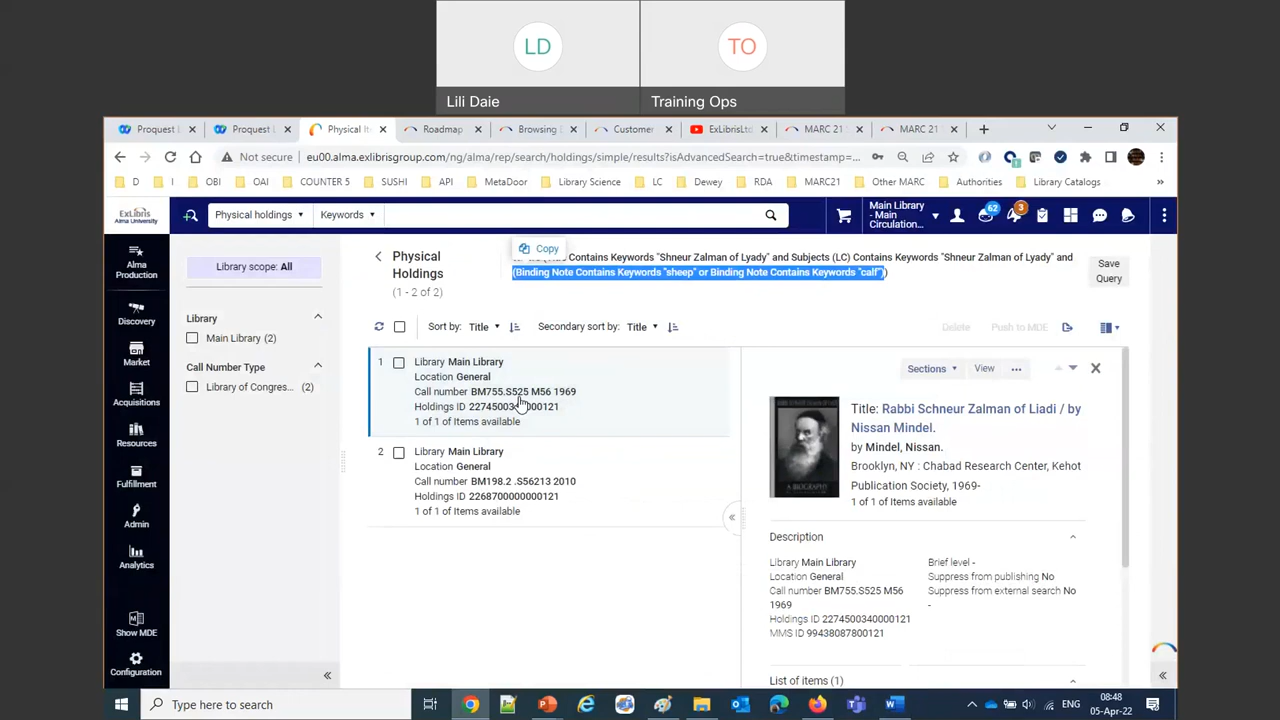 LD
TO
Lili Daie
Training Ops
Proquest L
Proquest L
Physical It
Roadmap
Browsing
Customer
ExLibrisLtd
MARC 21
MARC 21
Not secure
eu00.alma.exlibrisgroup.com/ng/alma/rep/search/holdings/simple/results?isAdvancedSearch=true&timestamp=...
D
I
OBI
OAI
COUNTER 5
SUSHI
API
MetaDoor
Library Science
LC
Dewey
RDA
MARC21
Other MARC
Authorities
Library Catalogs
»
ExLibris
Alma University
Physical holdings
Keywords
Main Library
- Main
Circulation...
62
3
Alma
Production
Discovery
Market
Acquisitions
Resources
Fulfillment
Admin
Analytics
Show MDE
Configuration
Library scope: All
Library
Main Library (2)
Call Number Type
Library of Congres... (2)
Physical
Holdings
(1 - 2 of 2)
Copy
Contains Keywords "Shneur Zalman of Lyady" and Subjects (LC) Contains Keywords "Shneur Zalman of Lyady" and
(Binding Note Contains Keywords "sheep" or Binding Note Contains Keywords "calf"))
Save
Query
Sort by: Title
Secondary sort by: Title
Delete
Push to MDE
1
Library Main Library
Location General
Call number BM755.S525 M56 1969
Holdings ID 2274500340000121
1 of 1 of Items available
2
Library Main Library
Location General
Call number BM198.2 .S56213 2010
Holdings ID 2268700000000121
1 of 1 of Items available
Sections
View
...
Title: Rabbi Schneur Zalman of Liadi / by
Nissan Mindel.
by Mindel, Nissan.
Brooklyn, NY : Chabad Research Center, Kehot
Publication Society, 1969-
1 of 1 of Items available
A BIOGRAPHY
Description
Library Main Library
Location General
Call number BM755.S525 M56
1969
Holdings ID 2274500340000121
MMS ID 99438087800121
Brief level -
Suppress from publishing No
Suppress from external search No
-
List of items (1)
Type here to search
ENG
08:48
05-Apr-22